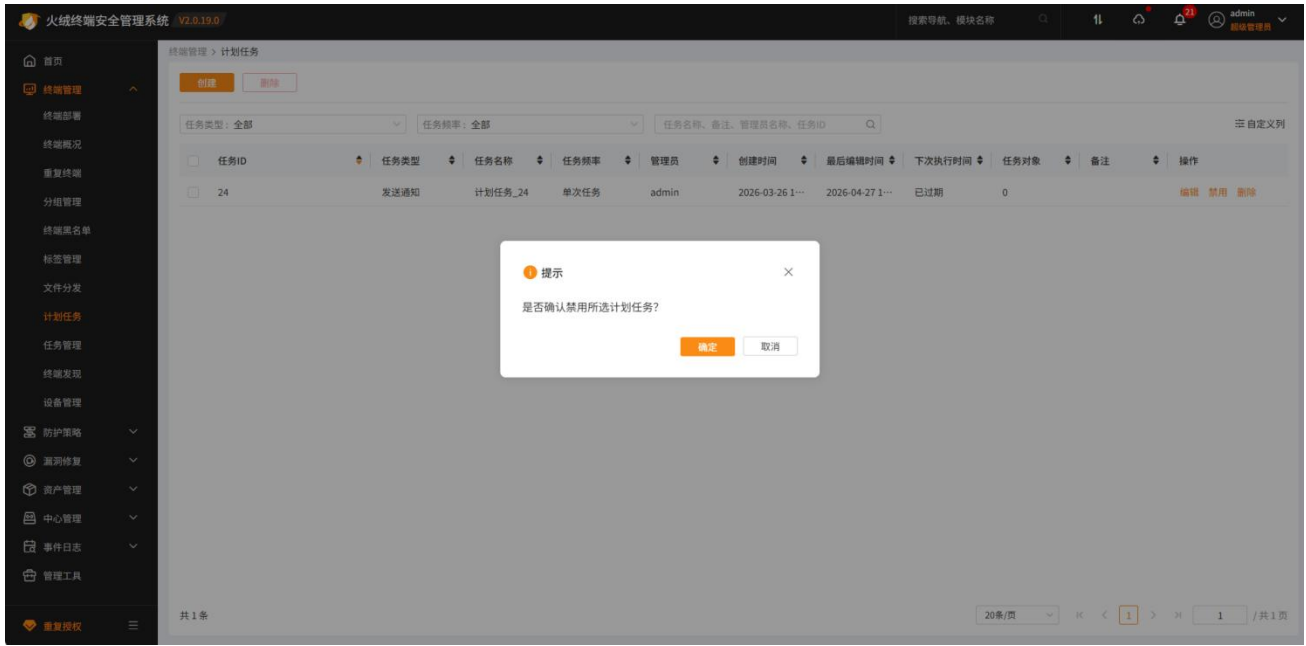 火绒终端安全管理系统 V2.0.19.0
搜索导航、模块名称
21
admin
超级管理员
首页
终端管理
终端部署
终端概况
重复终端
分组管理
终端黑名单
标签管理
文件分发
计划任务
任务管理
终端发现
设备管理
防护策略
漏洞修复
资产管理
中心管理
事件日志
管理工具
重复授权
终端管理 > 计划任务
创建 删除
任务类型: 全部 任务频率: 全部 任务名称、备注、管理员名称、任务ID 自定义列
任务ID 任务类型 任务名称 任务频率 管理员 创建时间 最后编辑时间 下次执行时间 任务对象 备注 操作
24 发送通知 计划任务_24 单次任务 admin 2026-03-26 1… 2026-04-27 1… 已过期 0 编辑 禁用 删除
提示
是否确认禁用所选计划任务?
确定 取消
共1条 20条/页 1 1 /共1页